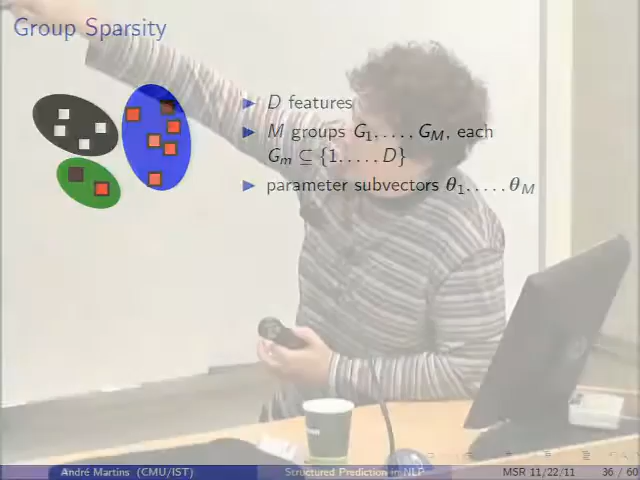 Group Sparsity
D features
M groups G1, . . . , GM, each
Gm ⊆ {1, . . . , D}
parameter subvectors θ1, . . . , θM
André Martins (CMU/IST) Structured Prediction in NLP MSR 11/22/11 36 / 60